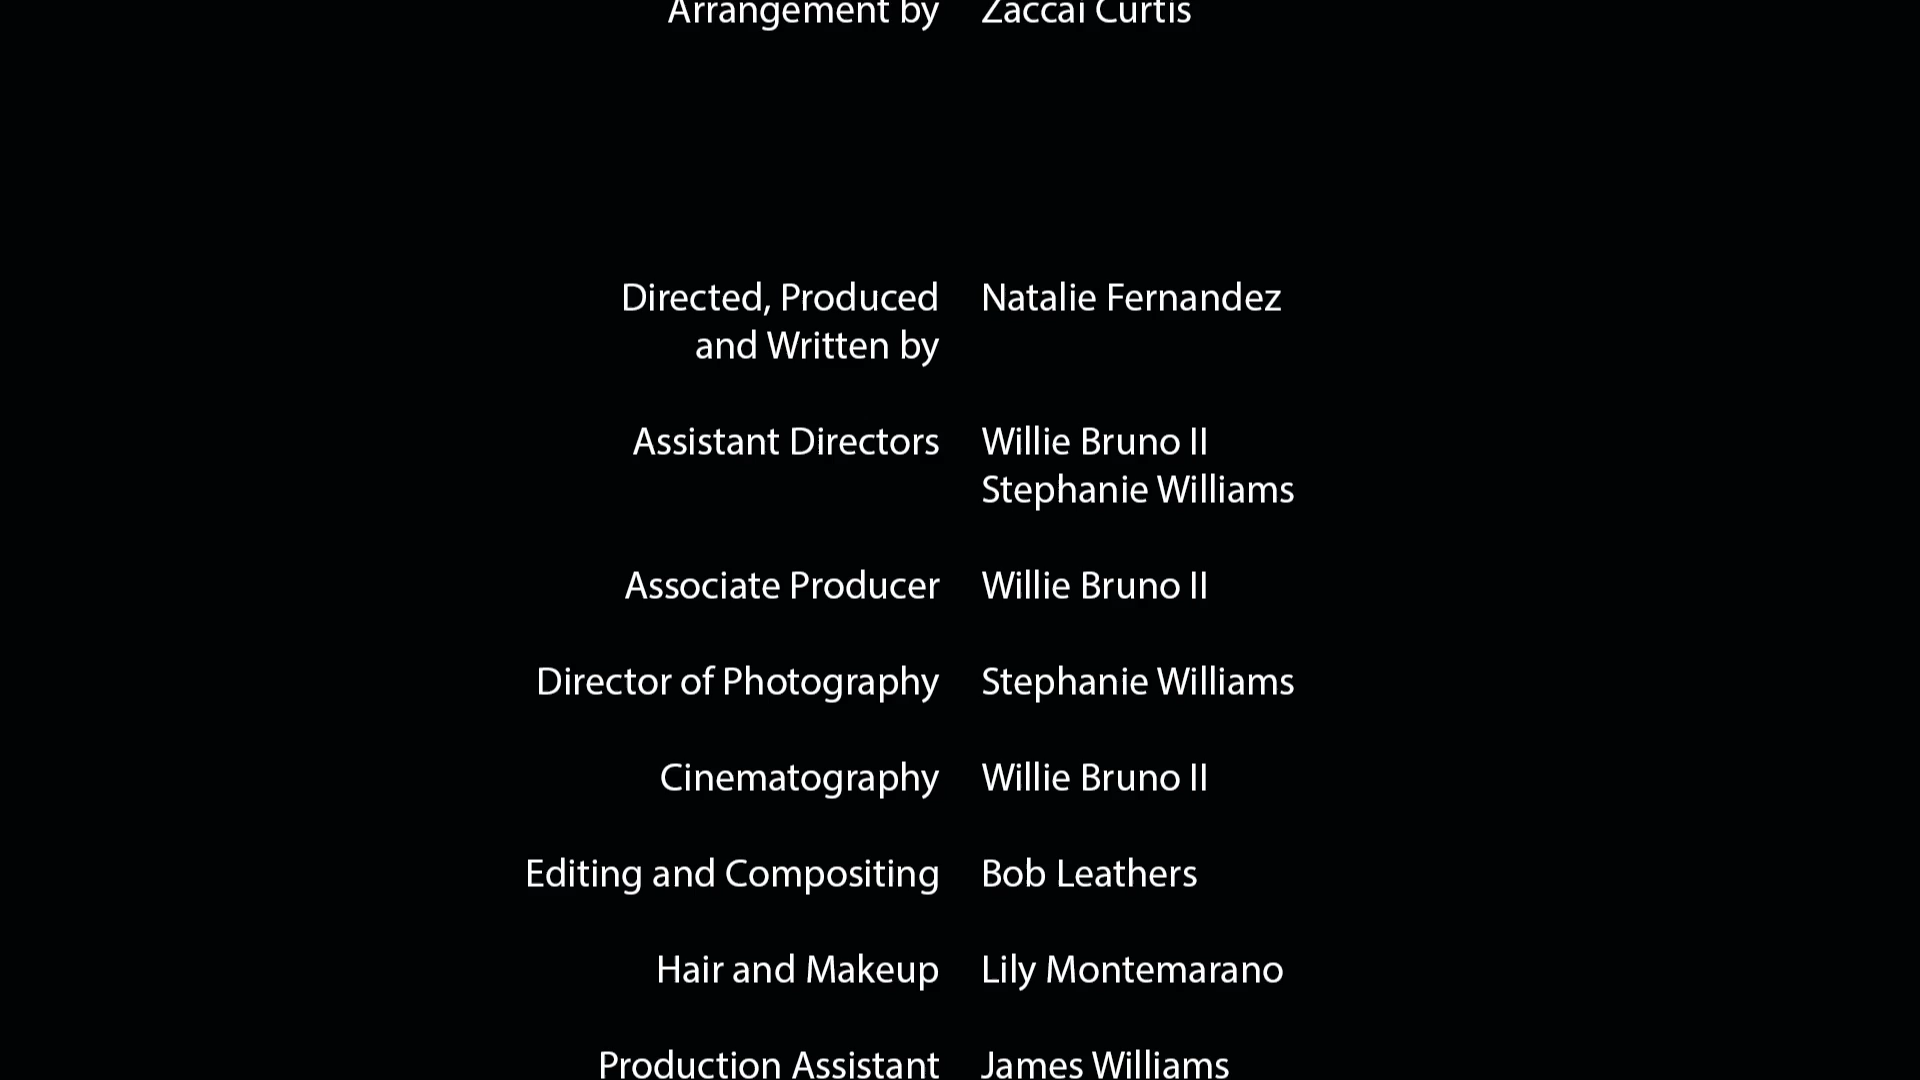 Arrangement by Zaccai Curtis
Directed, Produced Natalie Fernandez
and Written by
Assistant Directors Willie Bruno II
Stephanie Williams
Associate Producer Willie Bruno II
Director of Photography Stephanie Williams
Cinematography Willie Bruno II
Editing and Compositing Bob Leathers
Hair and Makeup Lily Montemarano
Production Assistant James Williams